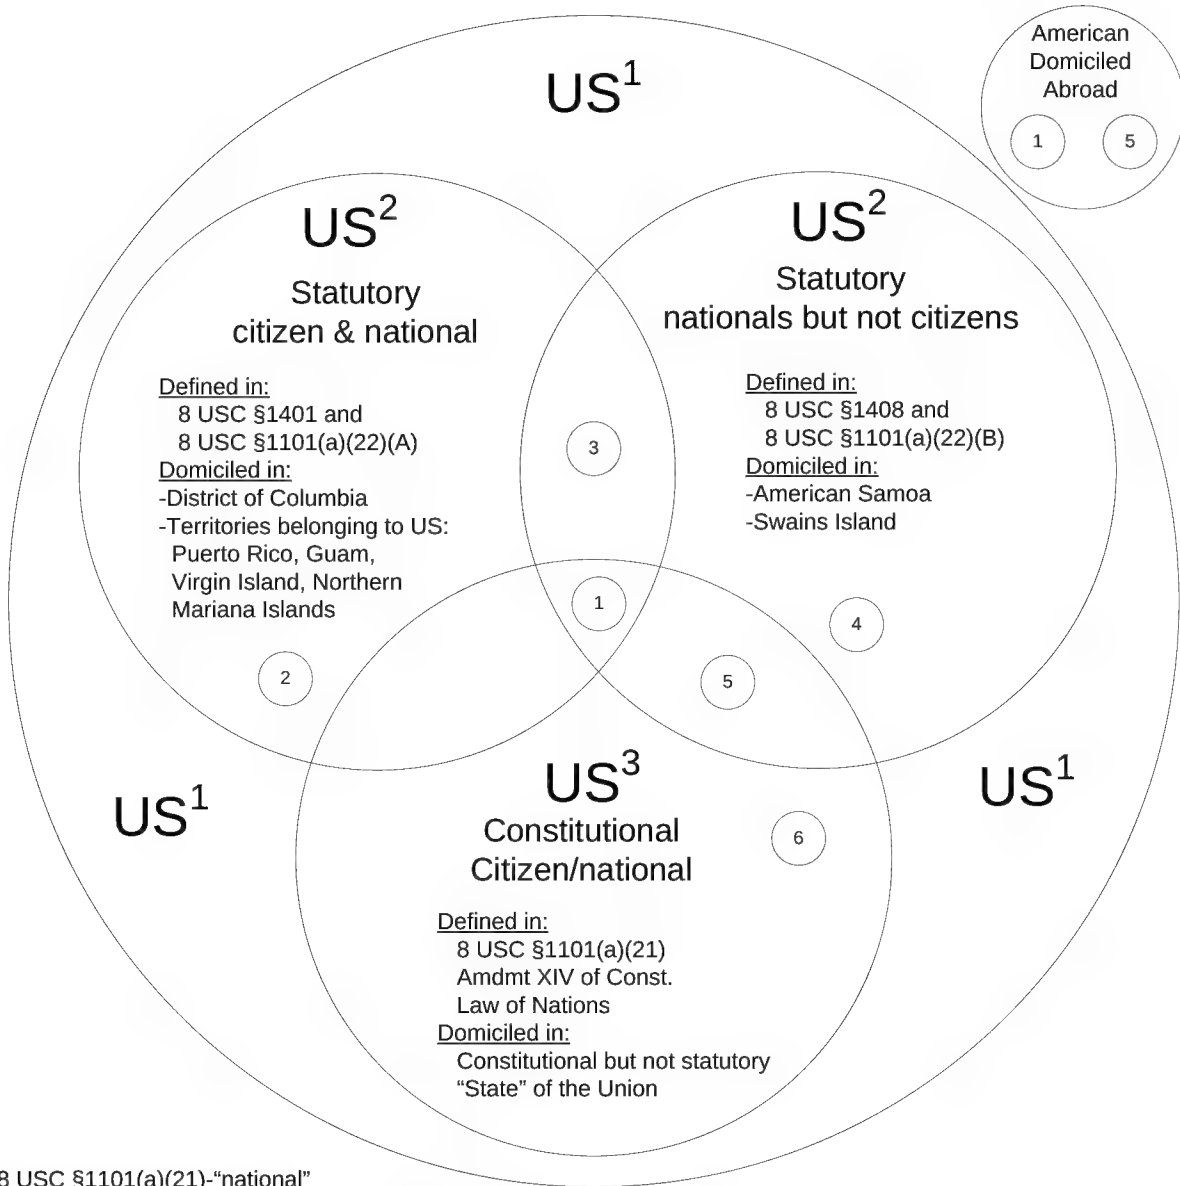 American
Domiciled
Abroad
1
5
US1
US2
Statutory
citizen & national
Defined in:
8 USC §1401 and
8 USC §1101(a)(22)(A)
Domiciled in:
-District of Columbia
-Territories belonging to US:
Puerto Rico, Guam,
Virgin Island, Northern
Mariana Islands
2
US2
Statutory
nationals but not citizens
Defined in:
8 USC §1408 and
8 USC §1101(a)(22)(B)
Domiciled in:
-American Samoa
-Swains Island
3
1
4
5
US1
US3
Constitutional
Citizen/national
6
Defined in:
8 USC §1101(a)(21)
Amdmt XIV of Const.
Law of Nations
Domiciled in:
Constitutional but not statutory
“State” of the Union
US1
8 USC §1101(a)(21)-“national”